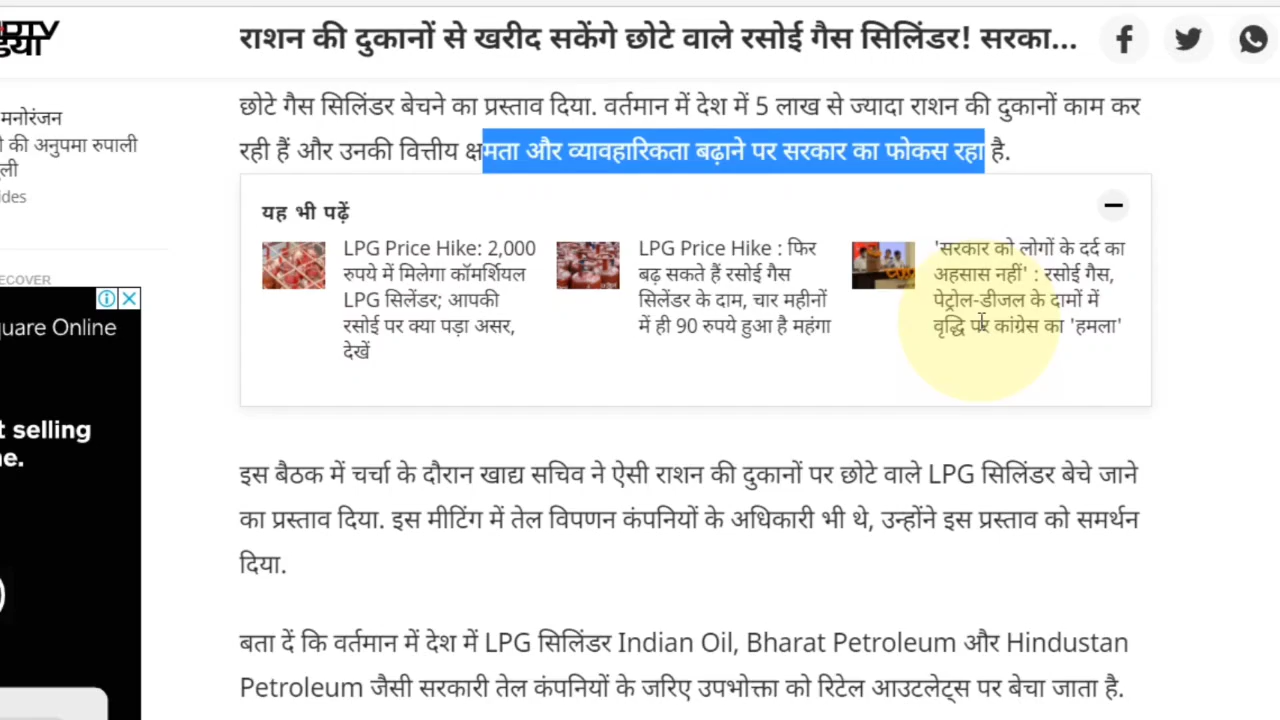 राशन की दुकानों से खरीद सकेंगे छोटे वाले रसोई गैस सिलिंडर! सरका...
मनोरंजन
की अनुपमा रुपाली
छोटे गैस सिलिंडर बेचने का प्रस्ताव दिया. वर्तमान में देश में 5 लाख से ज्यादा राशन की दुकानों काम कर
रही हैं और उनकी वित्तीय क्षमता और व्यावहारिकता बढ़ाने पर सरकार का फोकस रहा है.
यह भी पढ़ें
LPG Price Hike: 2,000
रुपये में मिलेगा कॉमर्शियल
LPG सिलेंडर; आपकी
रसोई पर क्या पड़ा असर,
देखें
LPG Price Hike : फिर
बढ़ सकते हैं रसोई गैस
सिलेंडर के दाम, चार महीनों
में ही 90 रुपये हुआ है महंगा
'सरकार को लोगों के दर्द का
अहसास नहीं' : रसोई गैस,
पेट्रोल-डीजल के दामों में
वृद्धि पर कांग्रेस का 'हमला'
uare Online
t selling
e.
इस बैठक में चर्चा के दौरान खाद्य सचिव ने ऐसी राशन की दुकानों पर छोटे वाले LPG सिलिंडर बेचे जाने
का प्रस्ताव दिया. इस मीटिंग में तेल विपणन कंपनियों के अधिकारी भी थे, उन्होंने इस प्रस्ताव को समर्थन
दिया.
बता दें कि वर्तमान में देश में LPG सिलिंडर Indian Oil, Bharat Petroleum और Hindustan
Petroleum जैसी सरकारी तेल कंपनियों के जरिए उपभोक्ता को रिटेल आउटलेट्स पर बेचा जाता है.